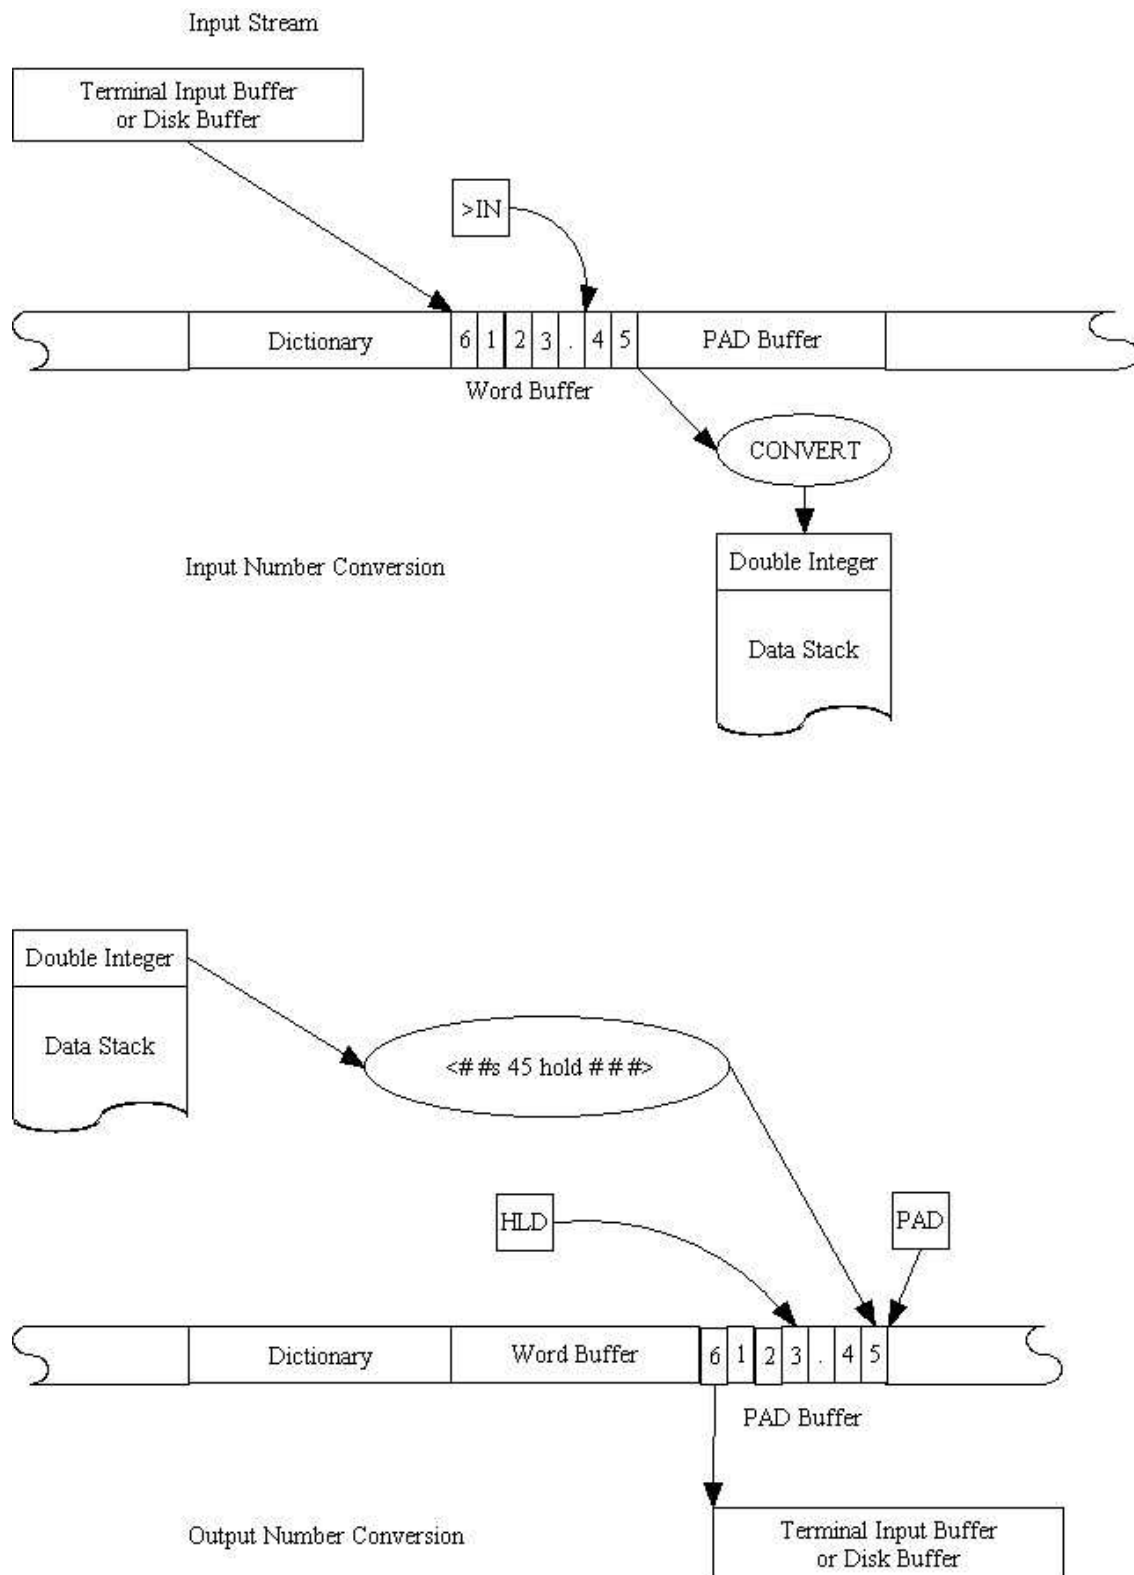 Input Stream
Terminal Input Buffer
or Disk Buffer
>IN
Dictionary 6 1 2 3 . 4 5 PAD Buffer
Word Buffer
CONVERT
Input Number Conversion
Double Integer
Data Stack
Double Integer
Data Stack
<# #s 45 hold # # #>
HLD
PAD
Dictionary Word Buffer 6 1 2 3 . 4 5
PAD Buffer
Output Number Conversion
Terminal Input Buffer
or Disk Buffer